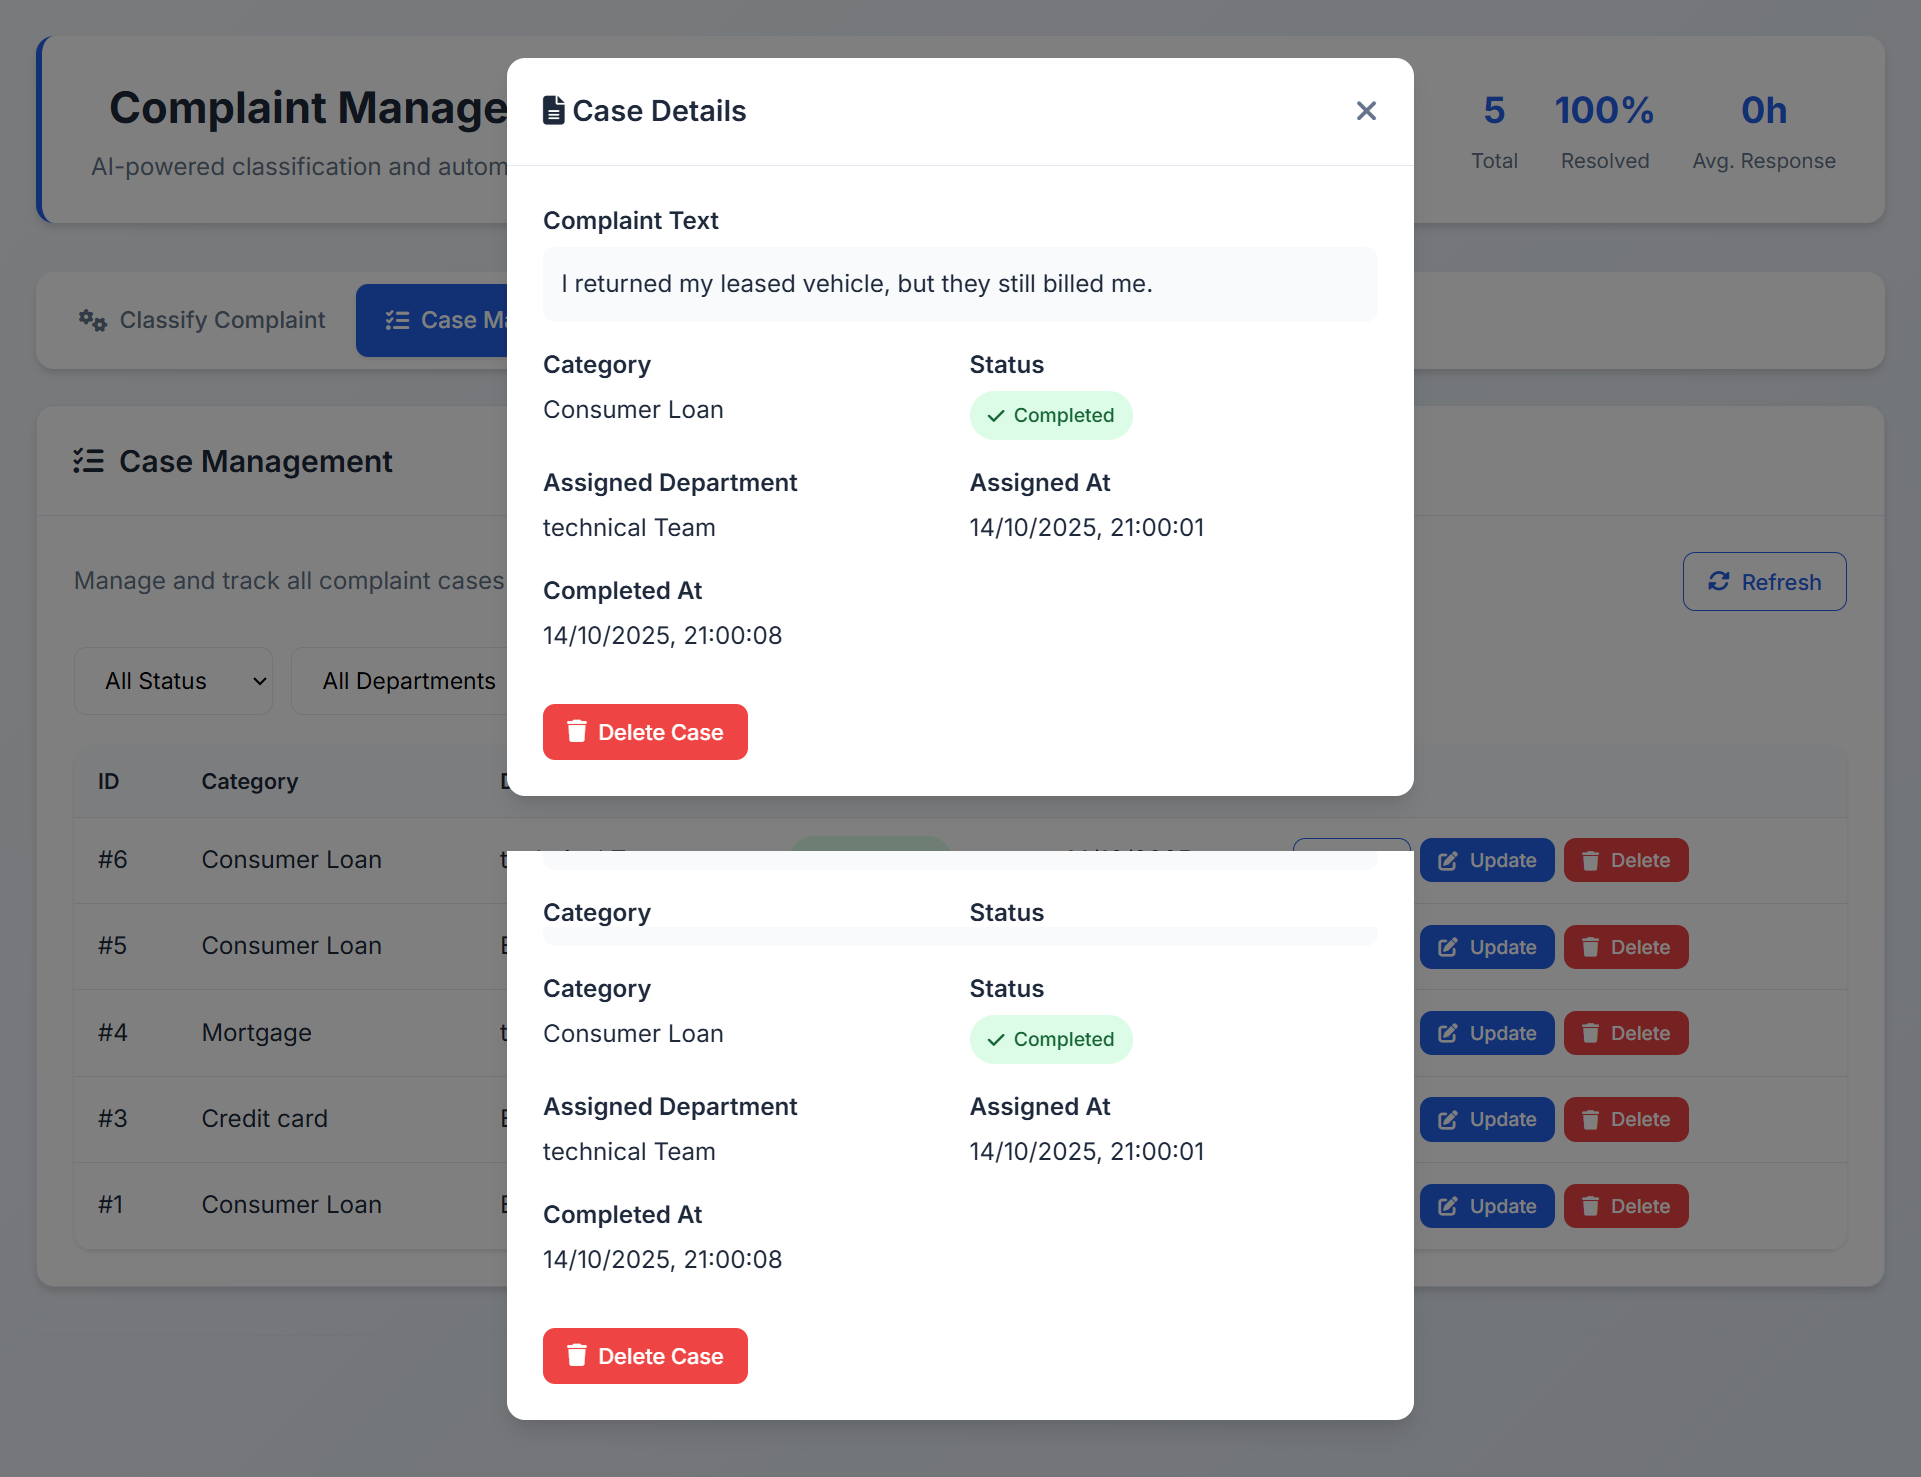 Complaint Manage
AI-powered classification and autom
5
Total
100%
Resolved
0h
Avg. Response
Classify Complaint
Case Ma
Case Management
Manage and track all complaint cases
Refresh
All Status
All Departments
ID Category
#6 Consumer Loan Update Delete
#5 Consumer Loan Update Delete
#4 Mortgage Update Delete
#3 Credit card Update Delete
#1 Consumer Loan Update Delete
Case Details
Complaint Text
I returned my leased vehicle, but they still billed me.
Category Status
Consumer Loan Completed
Assigned Department Assigned At
technical Team 14/10/2025, 21:00:01
Completed At
14/10/2025, 21:00:08
Delete Case
Category Status
Category Status
Consumer Loan Completed
Assigned Department Assigned At
technical Team 14/10/2025, 21:00:01
Completed At
14/10/2025, 21:00:08
Delete Case